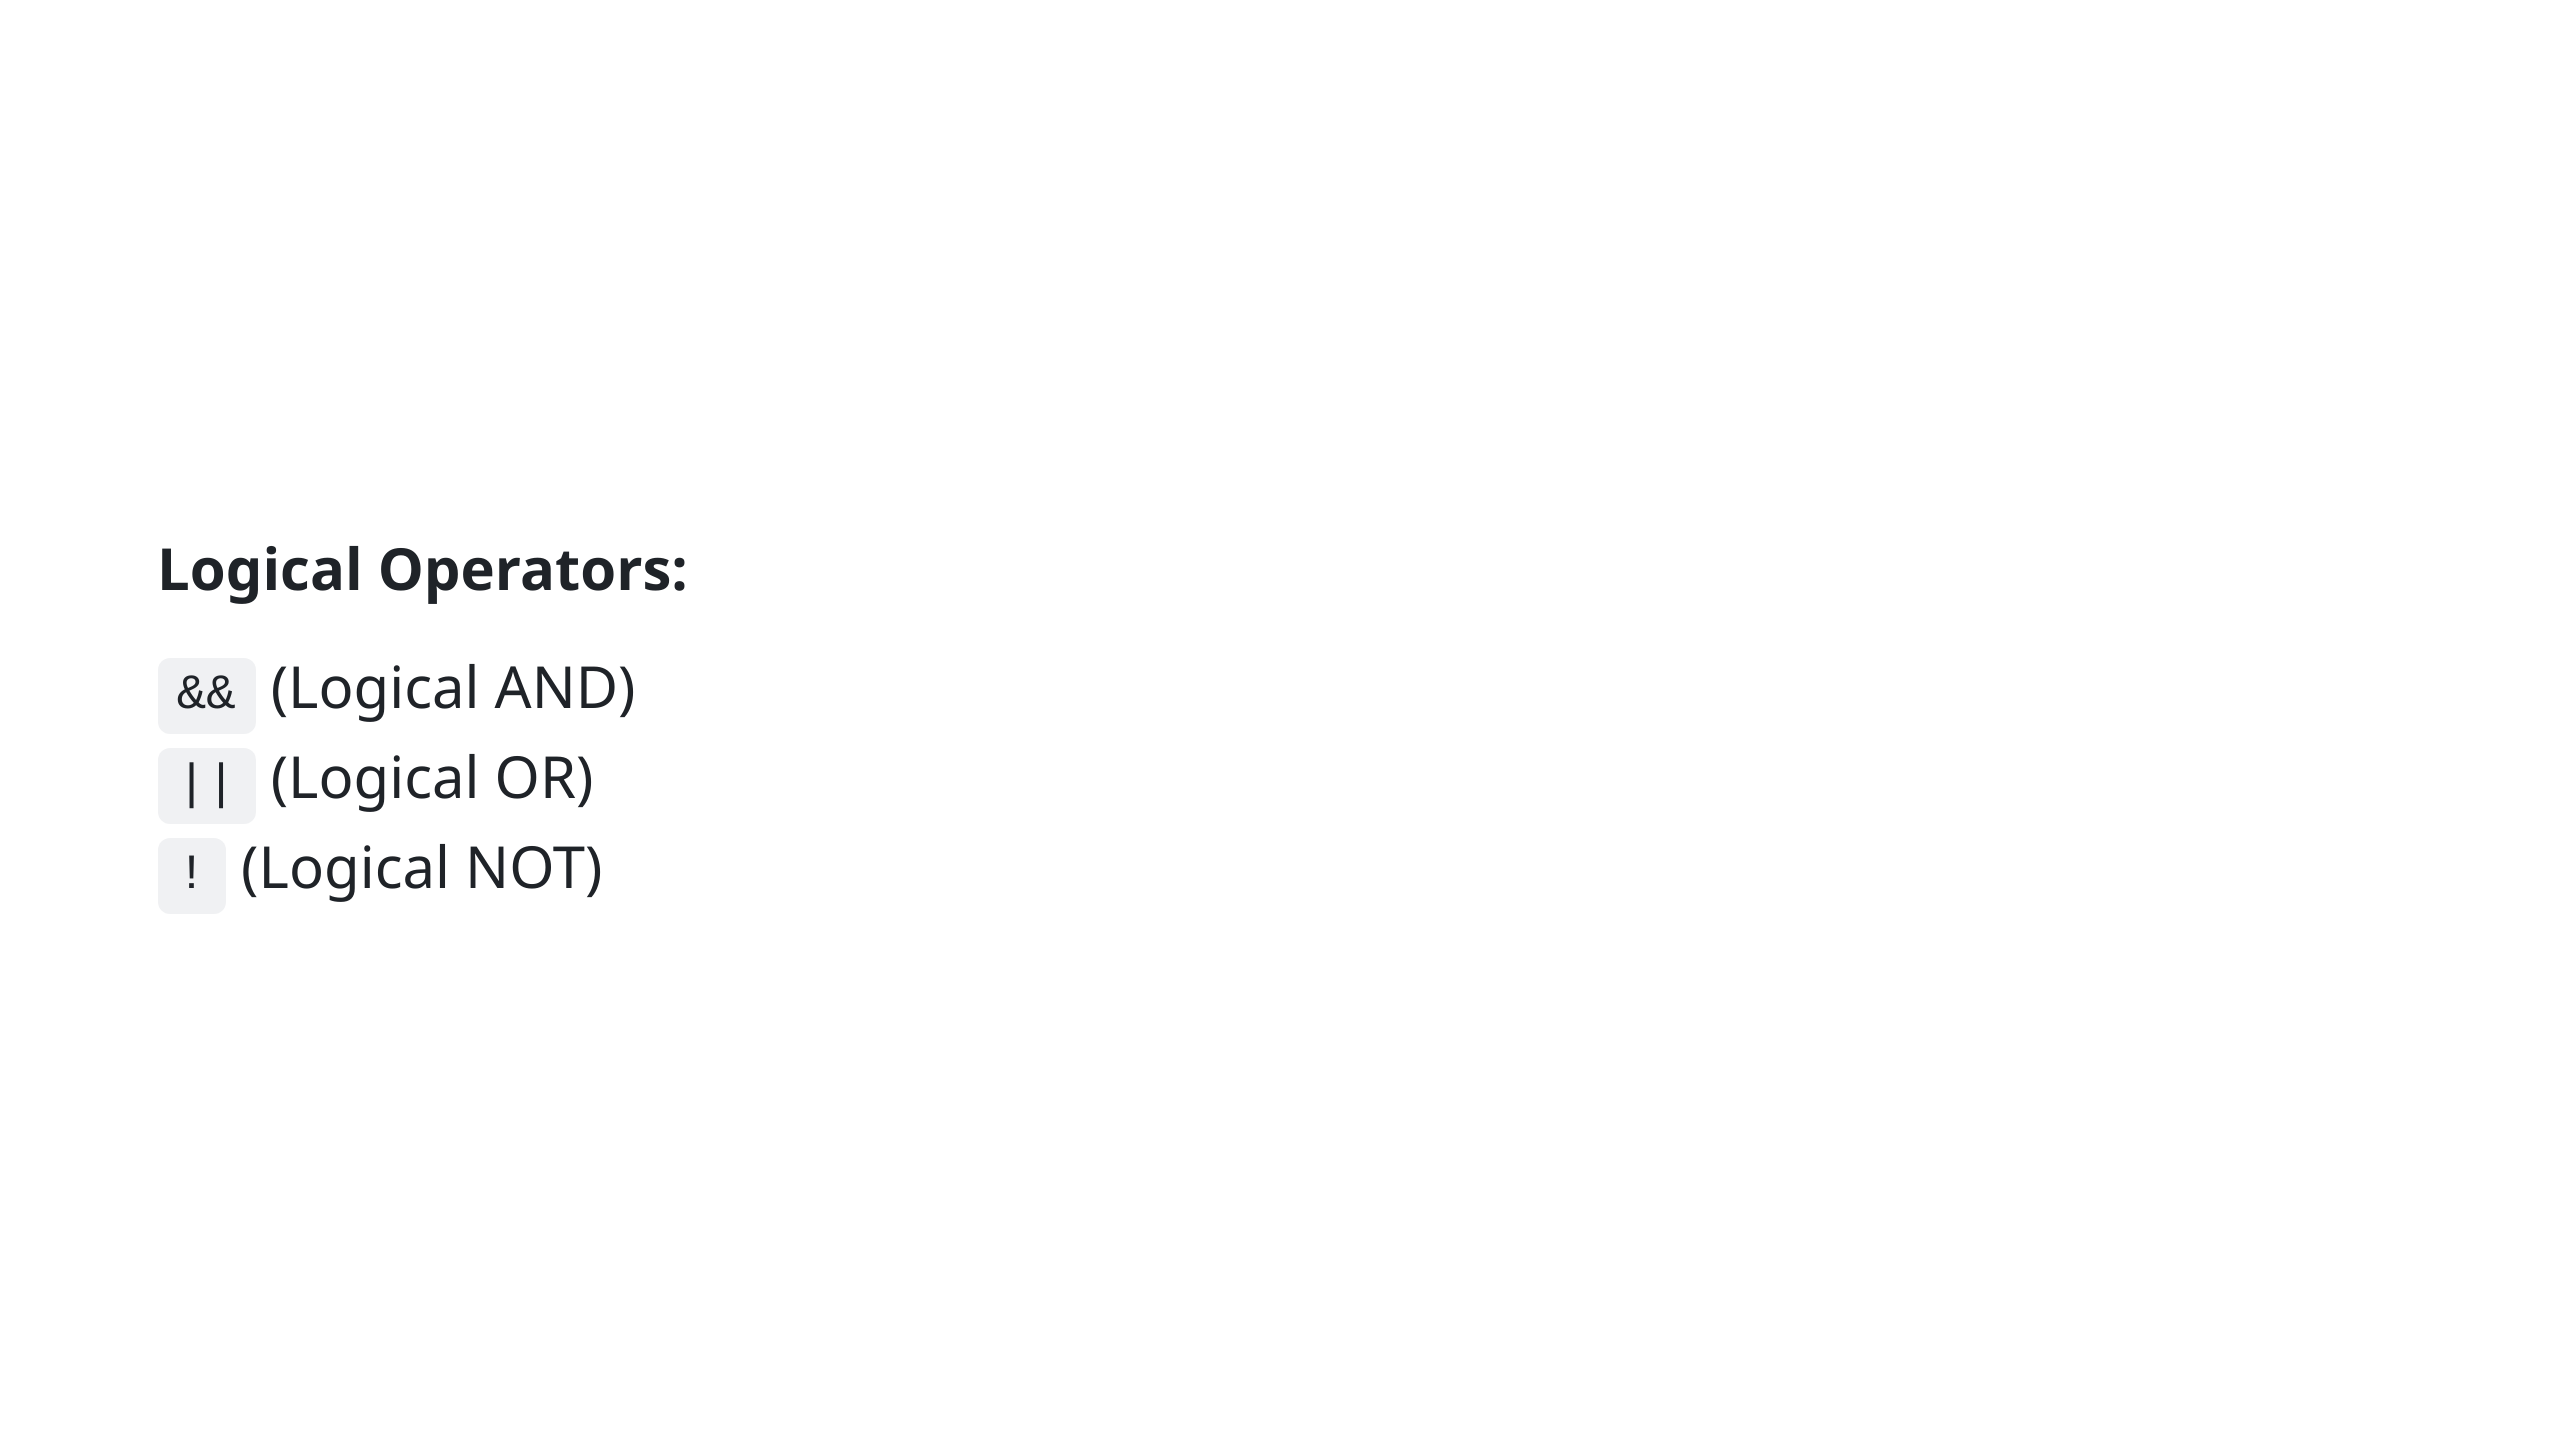 Logical Operators:
&& (Logical AND)
|| (Logical OR)
! (Logical NOT)